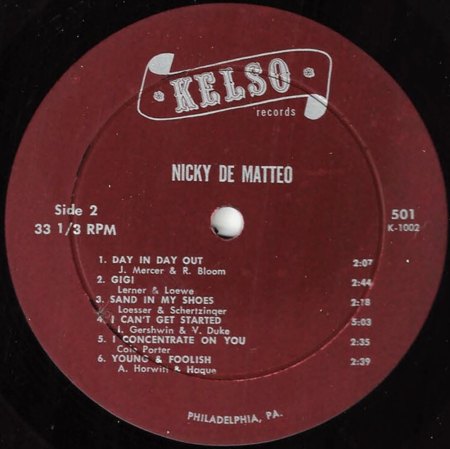 KELSO
records
NICKY DE MATTEO
Side 2
33 1/3 RPM
501
K-1002
1. DAY IN DAY OUT 2:07
J. Mercer & R. Bloom
2. GIGI 2:44
Lerner & Loewe
3. SAND IN MY SHOES 2:18
Loesser & Schertzinger
4. I CAN'T GET STARTED 5:03
I. Gershwin & V. Duke
5. I CONCENTRATE ON YOU 2:35
Cole Porter
6. YOUNG & FOOLISH 2:39
A. Horwitt & Hague
PHILADELPHIA, PA.